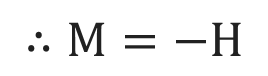 ∴ M = −H